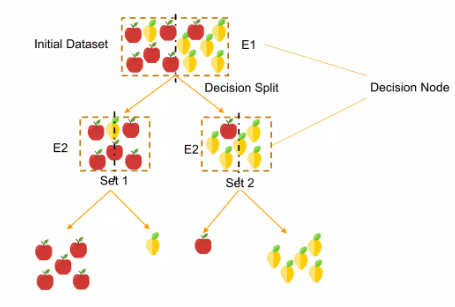 Initial Dataset
E1
Decision Split
Decision Node
E2
E2
Set 1
Set 2